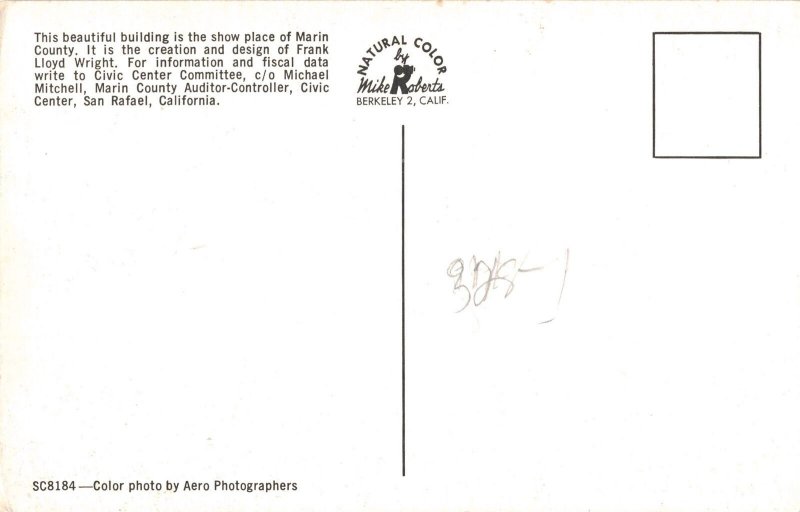 This beautiful building is the show place of Marin
County. It is the creation and design of Frank
Lloyd Wright. For information and fiscal data
write to Civic Center Committee, c/o Michael
Mitchell, Marin County Auditor-Controller, Civic
Center, San Rafael, California.
NATURAL COLOR
by
Mike Roberts
BERKELEY 2, CALIF.
SC8184—Color photo by Aero Photographers